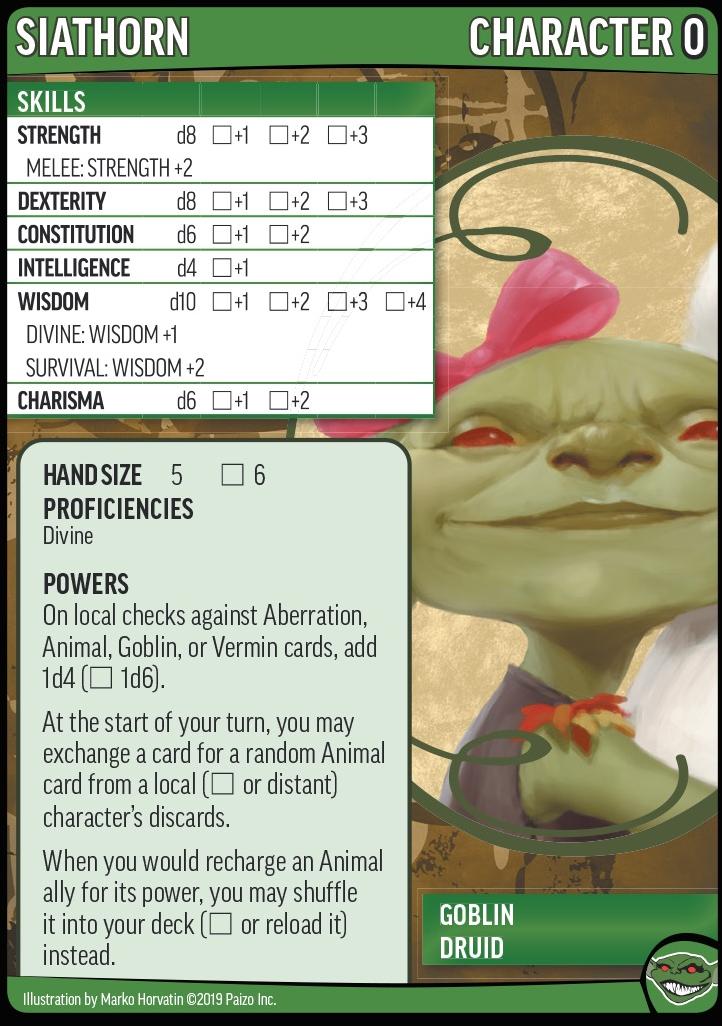 SIATHORN CHARACTER 0
SKILLS
STRENGTH d8 ☐+1 ☐+2 ☐+3
MELEE: STRENGTH +2
DEXTERITY d8 ☐+1 ☐+2 ☐+3
CONSTITUTION d6 ☐+1 ☐+2
INTELLIGENCE d4 ☐+1
WISDOM d10 ☐+1 ☐+2 ☐+3 ☐+4
DIVINE: WISDOM +1
SURVIVAL: WISDOM +2
CHARISMA d6 ☐+1 ☐+2
HAND SIZE 5 ☐ 6
PROFICIENCIES
Divine
POWERS
On local checks against Aberration,
Animal, Goblin, or Vermin cards, add
1d4 (☐ 1d6).
At the start of your turn, you may
exchange a card for a random Animal
card from a local (☐ or distant)
character's discards.
When you would recharge an Animal
ally for its power, you may shuffle
it into your deck (☐ or reload it)
instead.
GOBLIN
DRUID
Illustration by Marko Horvatin ©2019 Paizo Inc.